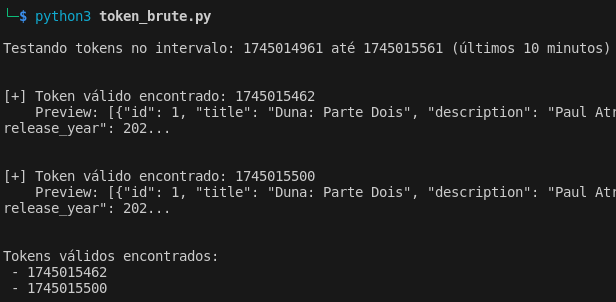 └─$ python3 token_brute.py
Testando tokens no intervalo: 1745014961 até 1745015561 (últimos 10 minutos)
[+] Token válido encontrado: 1745015462
Preview: [{"id": 1, "title": "Duna: Parte Dois", "description": "Paul Atr
release_year": 202...
[+] Token válido encontrado: 1745015500
Preview: [{"id": 1, "title": "Duna: Parte Dois", "description": "Paul Atr
release_year": 202...
Tokens válidos encontrados:
- 1745015462
- 1745015500